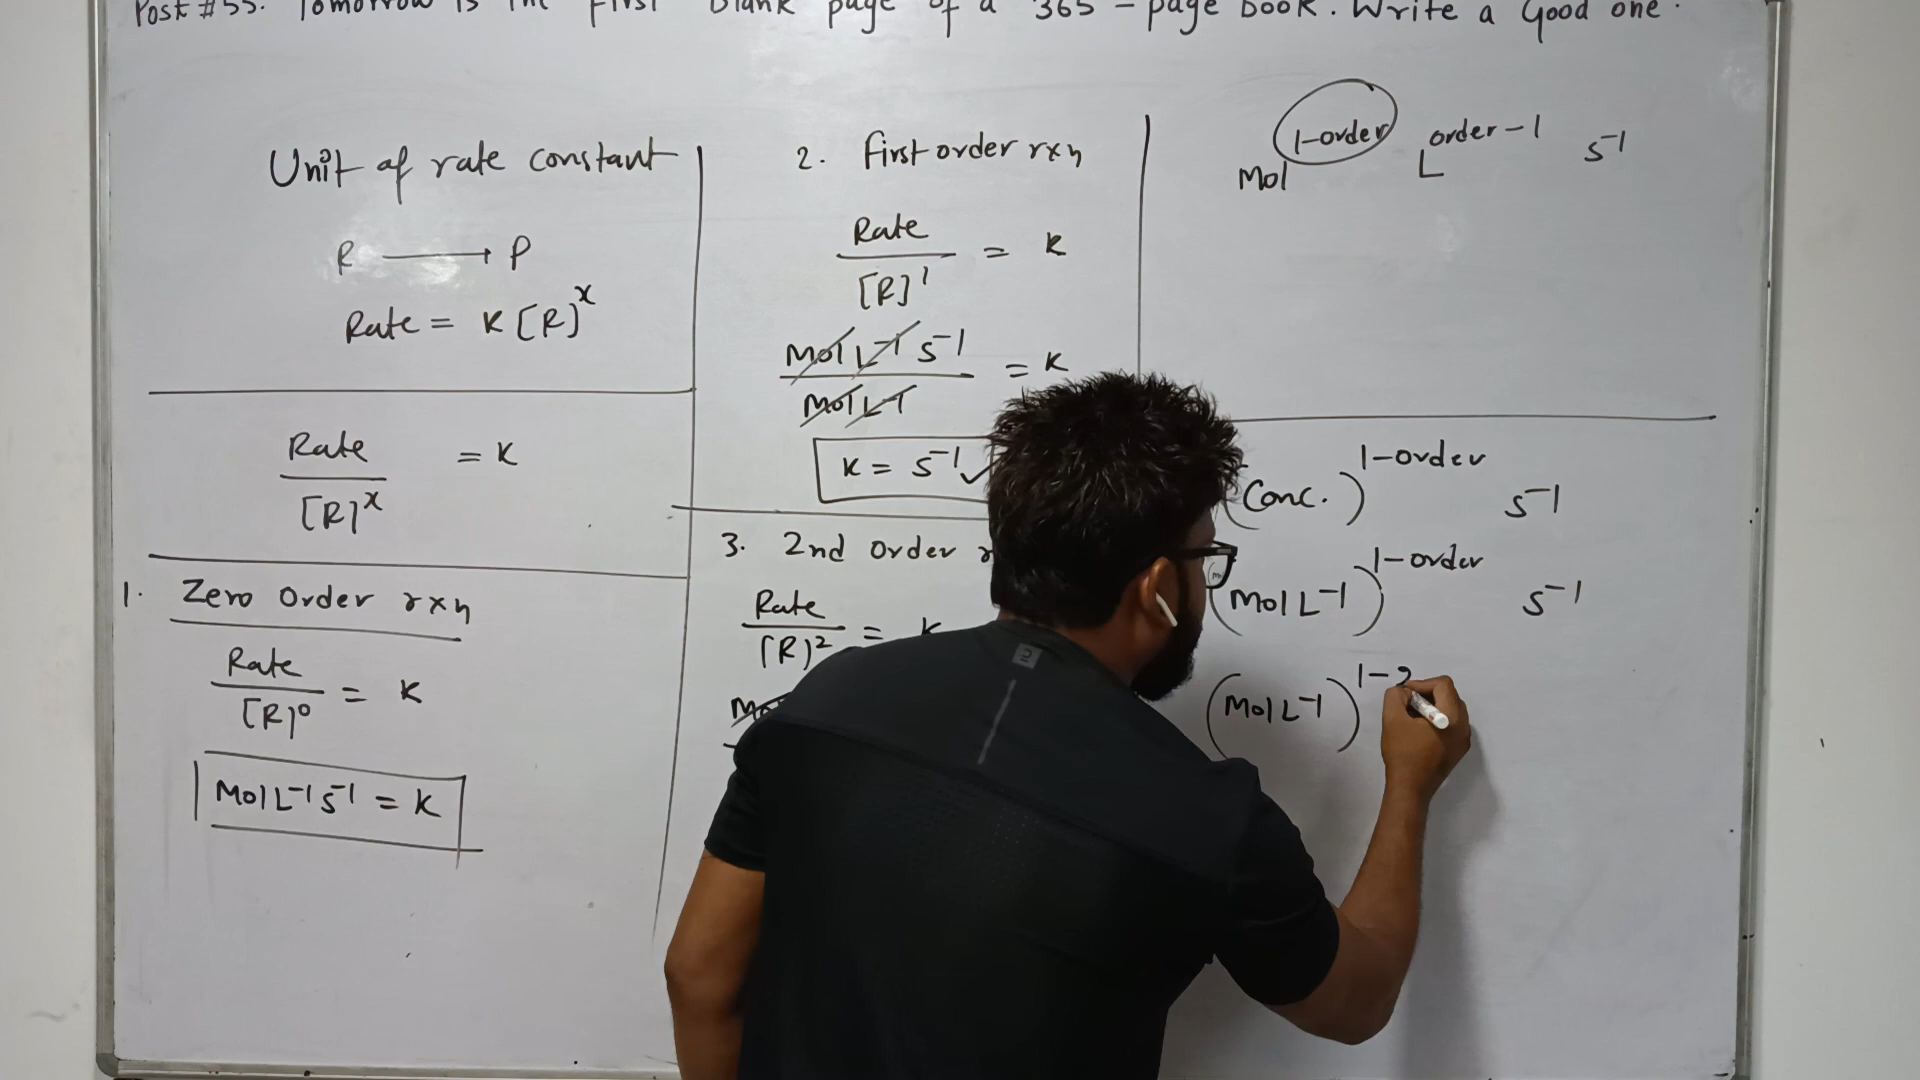 Post #55. Tomorrow is the first blank page of a 365-page book. Write a Good one.
Unit of rate constant
R ⟶ P
Rate = K [R]^x
Rate / [R]^x = K
1. Zero Order rxn
Rate / [R]^0 = K
Mol L^-1 s^-1 = K
2. first order rxn
Rate / [R]^1 = K
Mol L^-1 s^-1 / Mol L^-1 = K
K = s^-1 ✓
3. 2nd Order
Rate / [R]^2 = K
Mol^1-order L^order-1 s^-1
(Conc.)^1-order s^-1
(Mol L^-1)^1-order s^-1
(Mol L^-1)^1-2